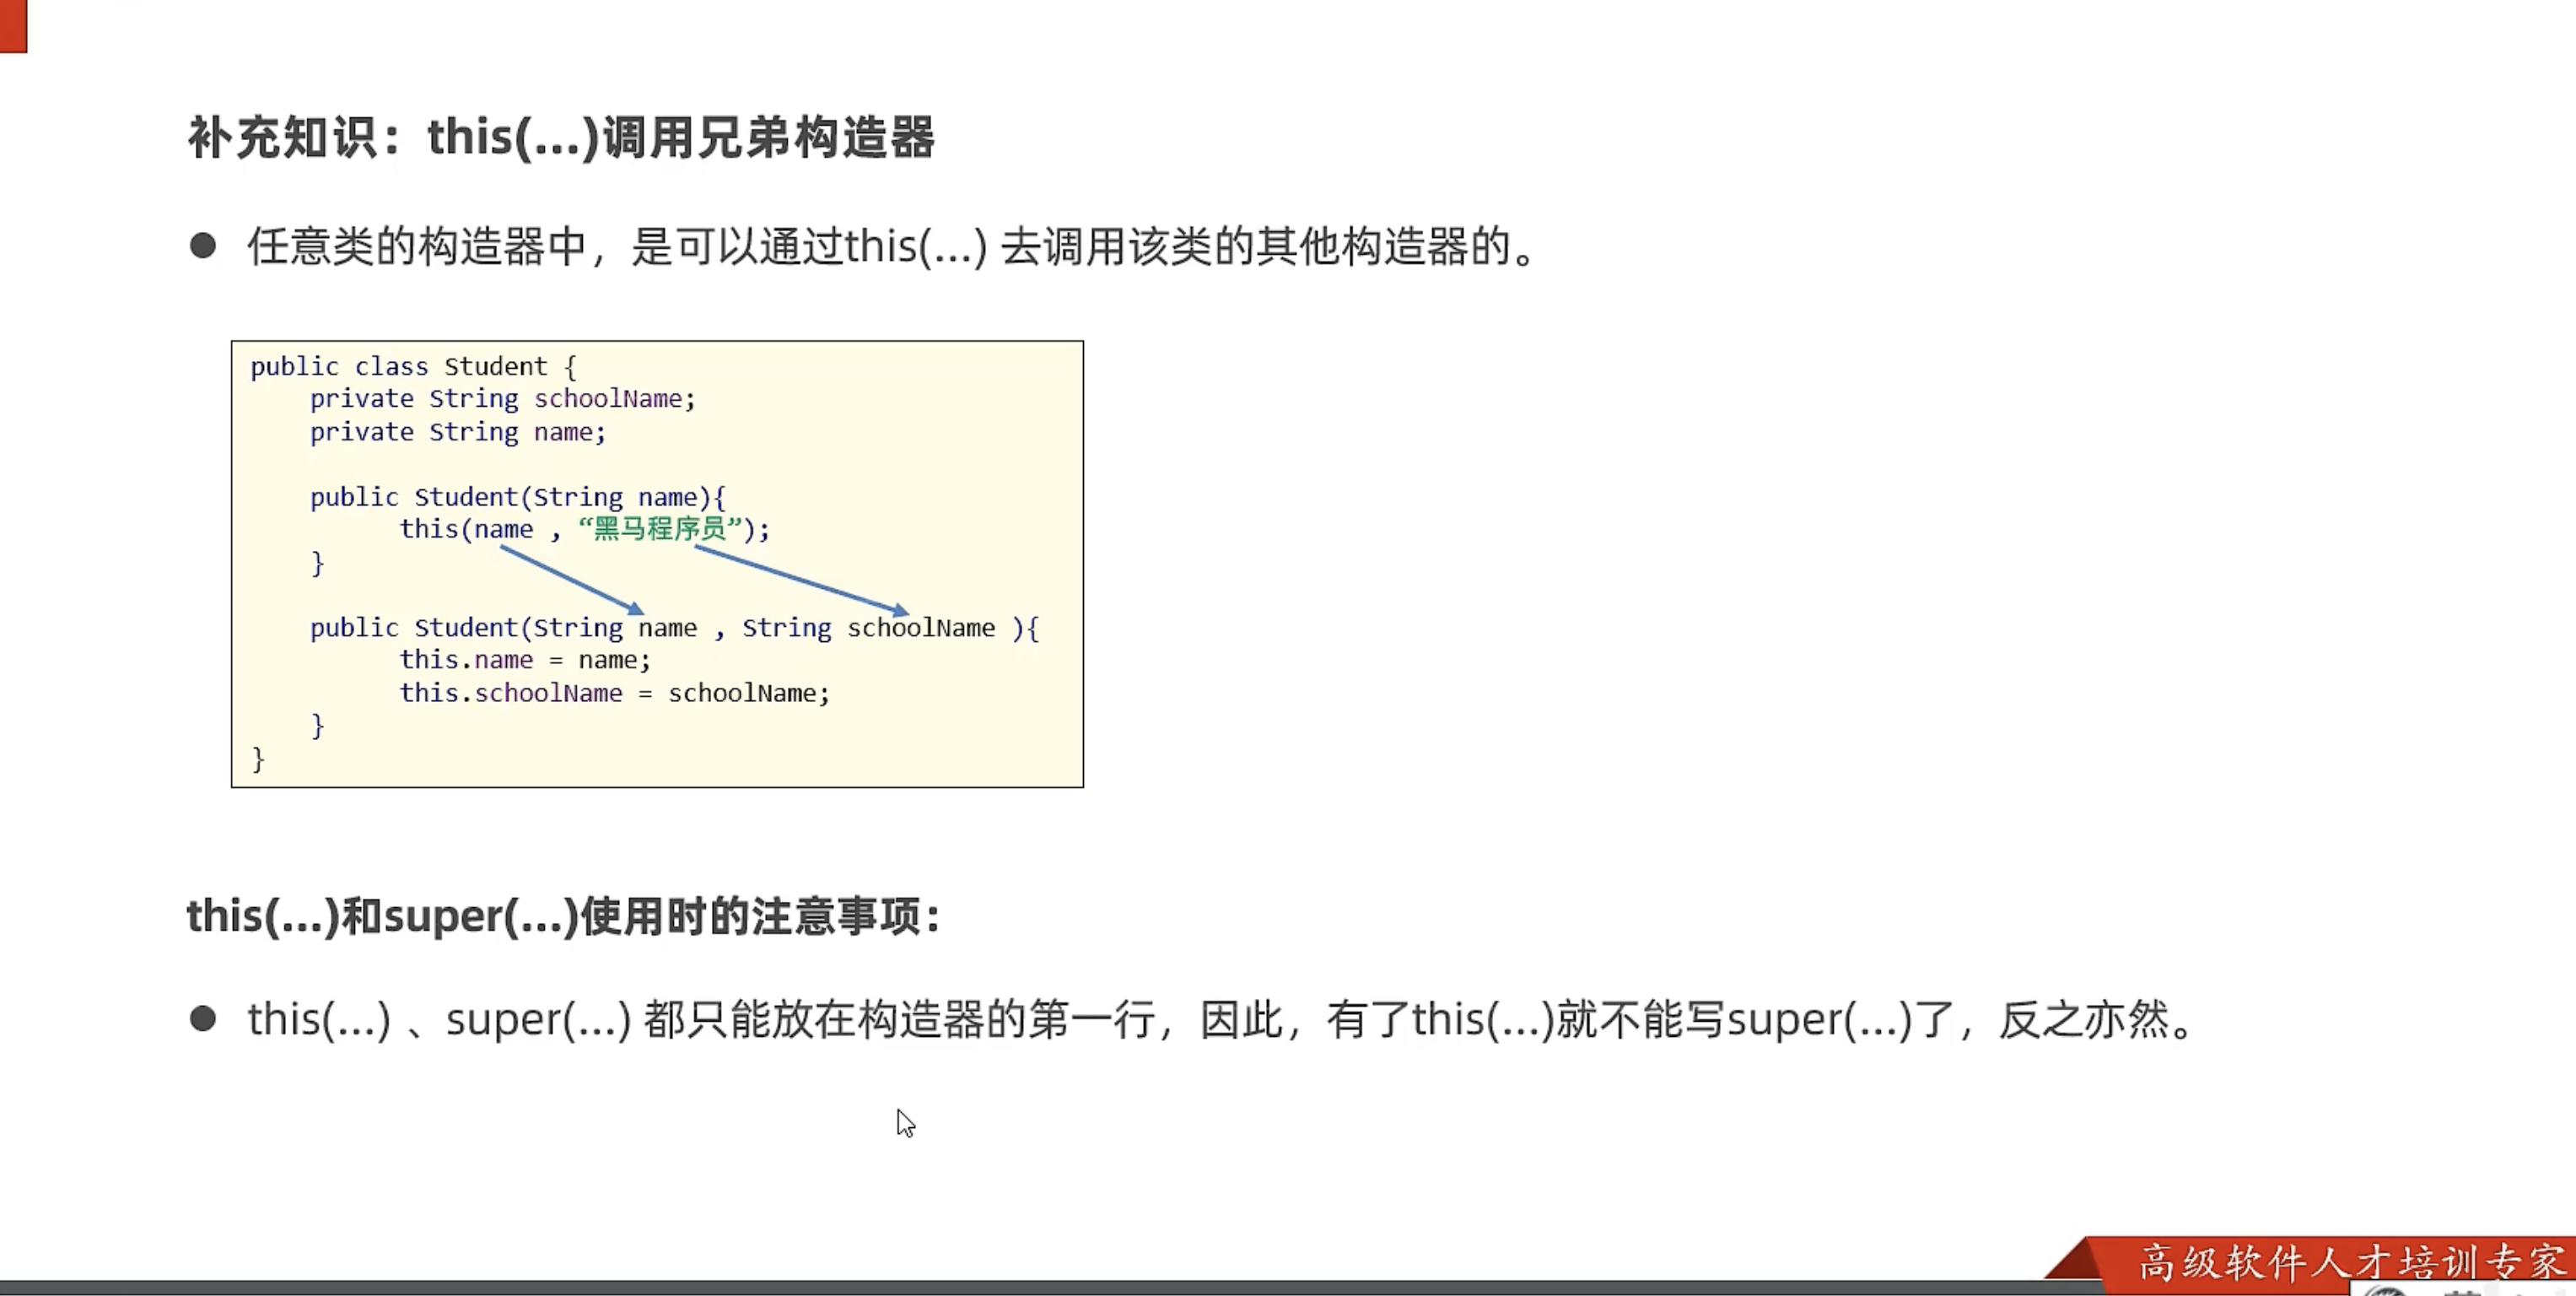 补充知识：this(...)调用兄弟构造器
● 任意类的构造器中，是可以通过this(...) 去调用该类的其他构造器的。
public class Student {
    private String schoolName;
    private String name;
    public Student(String name){
          this(name , “黑马程序员”);
    }
    public Student(String name , String schoolName ){
          this.name = name;
          this.schoolName = schoolName;
    }
}
this(...)和super(...)使用时的注意事项：
● this(...) 、super(...) 都只能放在构造器的第一行，因此，有了this(...)就不能写super(...)了，反之亦然。
高级软件人才培训专家